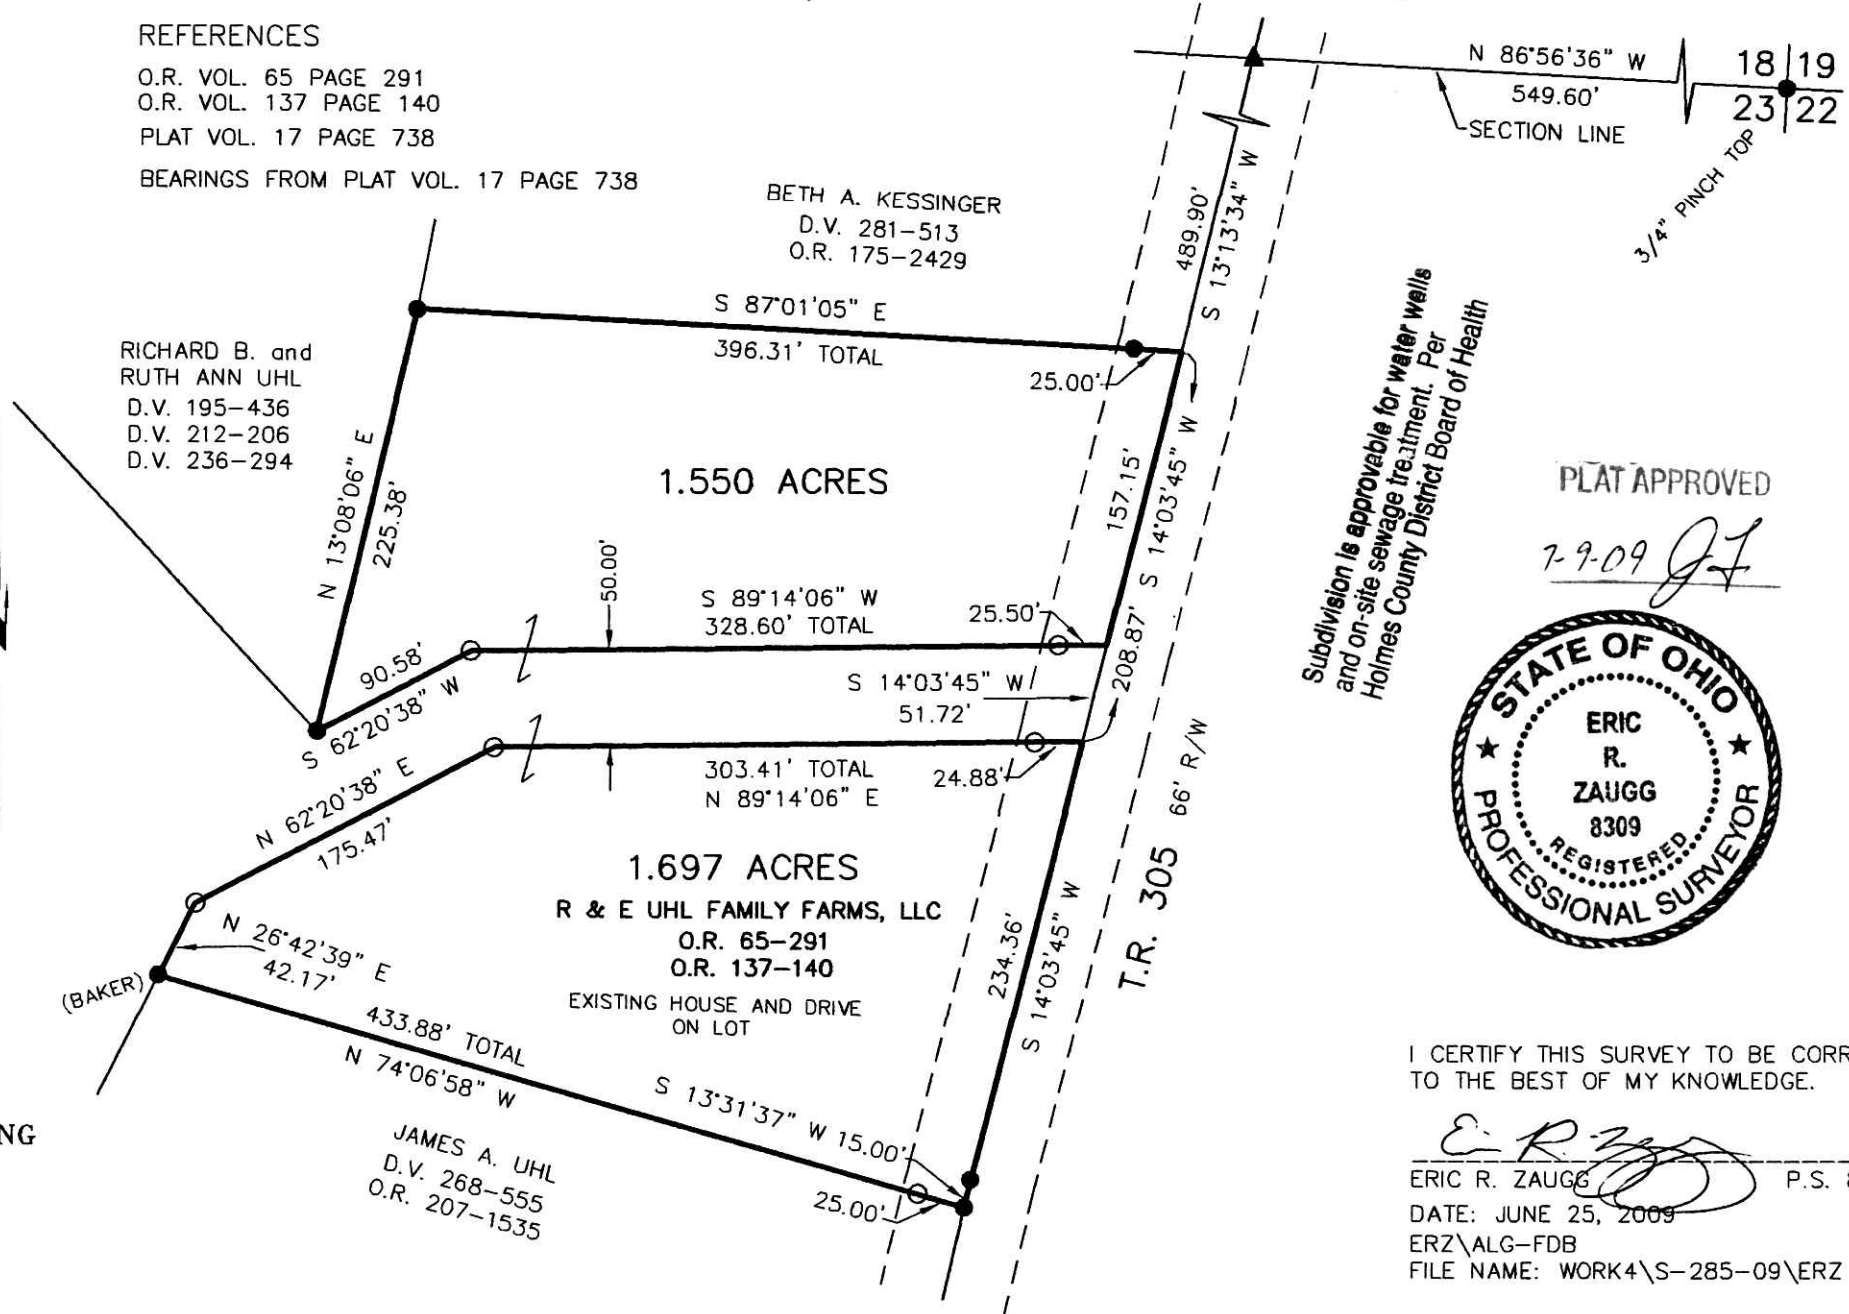 REFERENCES
O.R. VOL. 65 PAGE 291
O.R. VOL. 137 PAGE 140
PLAT VOL. 17 PAGE 738
BEARINGS FROM PLAT VOL. 17 PAGE 738
N 86°56'36" W
549.60'
SECTION LINE
18 19
23 22
3/4" PINCH TOP
BETH A. KESSINGER
D.V. 281-513
O.R. 175-2429
489.90'
S 13°13'34" W
S 87°01'05" E
396.31' TOTAL
25.00'
RICHARD B. and
RUTH ANN UHL
D.V. 195-436
D.V. 212-206
D.V. 236-294
N 13°08'06" E
225.38'
1.550 ACRES
157.15'
S 14°03'45" W
208.87'
50.00'
S 89°14'06" W
328.60' TOTAL
25.50'
90.58'
S 62°20'38" W
S 14°03'45" W
51.72'
303.41' TOTAL
N 89°14'06" E
24.88'
N 62°20'38" E
175.47'
1.697 ACRES
R & E UHL FAMILY FARMS, LLC
O.R. 65-291
O.R. 137-140
EXISTING HOUSE AND DRIVE
ON LOT
N 26°42'39" E
42.17'
(BAKER)
433.88' TOTAL
N 74°06'58" W
S 13°31'37" W 15.00'
25.00'
234.36'
S 14°03'45" W
T.R. 305 66' R/W
JAMES A. UHL
D.V. 268-555
O.R. 207-1535
NG
Subdivision is approvable for water wells
and on-site sewage treatment. Per
Holmes County District Board of Health
PLAT APPROVED
7-9-09 JF
STATE OF OHIO
ERIC
R.
ZAUGG
8309
REGISTERED
PROFESSIONAL SURVEYOR
I CERTIFY THIS SURVEY TO BE CORR
TO THE BEST OF MY KNOWLEDGE.
ERIC R. ZAUGG P.S.
DATE: JUNE 25, 2009
ERZ\ALG-FDB
FILE NAME: WORK4\S-285-09\ERZ